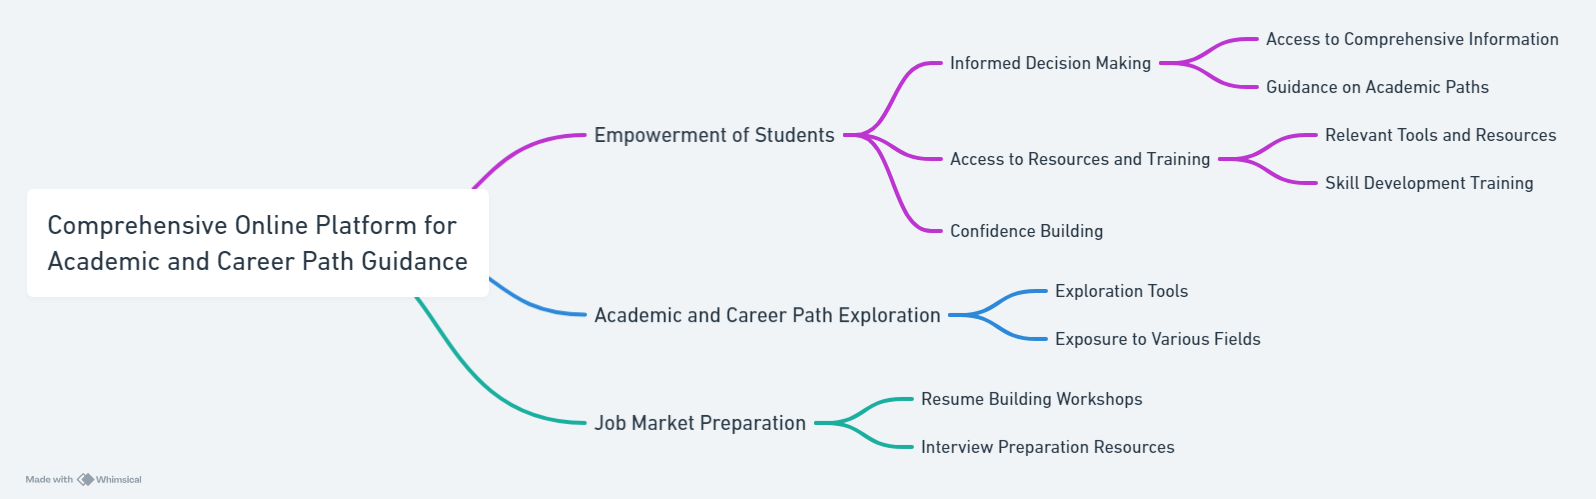 Comprehensive Online Platform for
Academic and Career Path Guidance
Empowerment of Students
Informed Decision Making
Access to Comprehensive Information
Guidance on Academic Paths
Access to Resources and Training
Relevant Tools and Resources
Skill Development Training
Confidence Building
Academic and Career Path Exploration
Exploration Tools
Exposure to Various Fields
Job Market Preparation
Resume Building Workshops
Interview Preparation Resources
Made with Whimsical